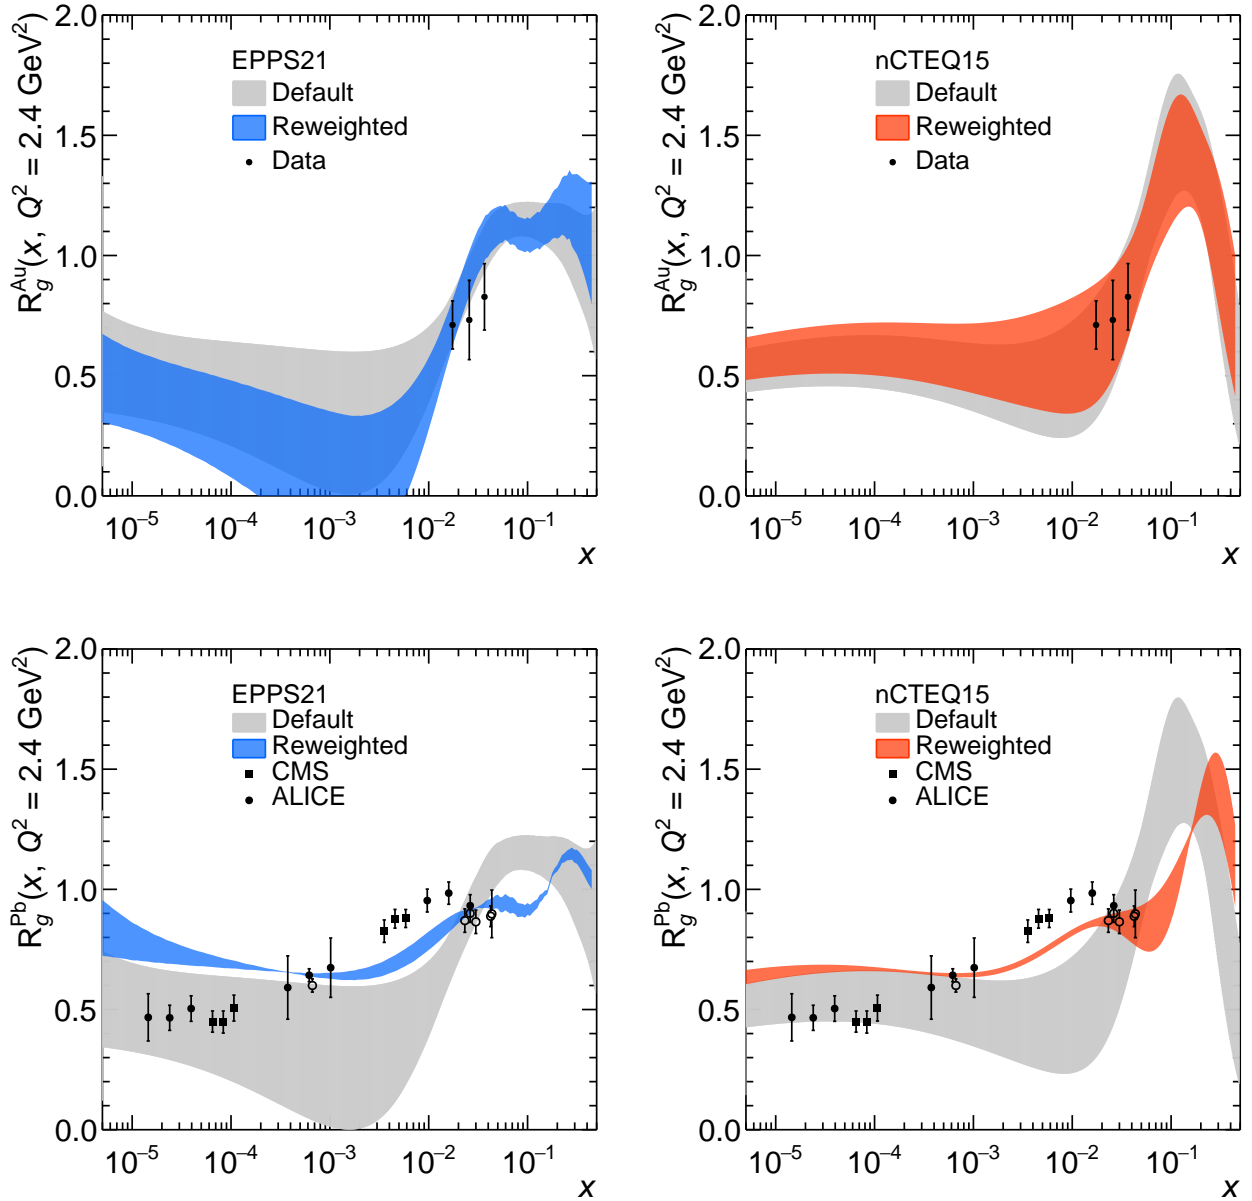 R_g^Au(x, Q² = 2.4 GeV²)
2.0
1.5
1.0
0.5
0.0
EPPS21
Default
Reweighted
Data
10⁻⁵ 10⁻⁴ 10⁻³ 10⁻² 10⁻¹
x
R_g^Au(x, Q² = 2.4 GeV²)
2.0
1.5
1.0
0.5
0.0
nCTEQ15
Default
Reweighted
Data
10⁻⁵ 10⁻⁴ 10⁻³ 10⁻² 10⁻¹
x
R_g^Pb(x, Q² = 2.4 GeV²)
2.0
1.5
1.0
0.5
0.0
EPPS21
Default
Reweighted
CMS
ALICE
10⁻⁵ 10⁻⁴ 10⁻³ 10⁻² 10⁻¹
x
R_g^Pb(x, Q² = 2.4 GeV²)
2.0
1.5
1.0
0.5
0.0
nCTEQ15
Default
Reweighted
CMS
ALICE
10⁻⁵ 10⁻⁴ 10⁻³ 10⁻² 10⁻¹
x